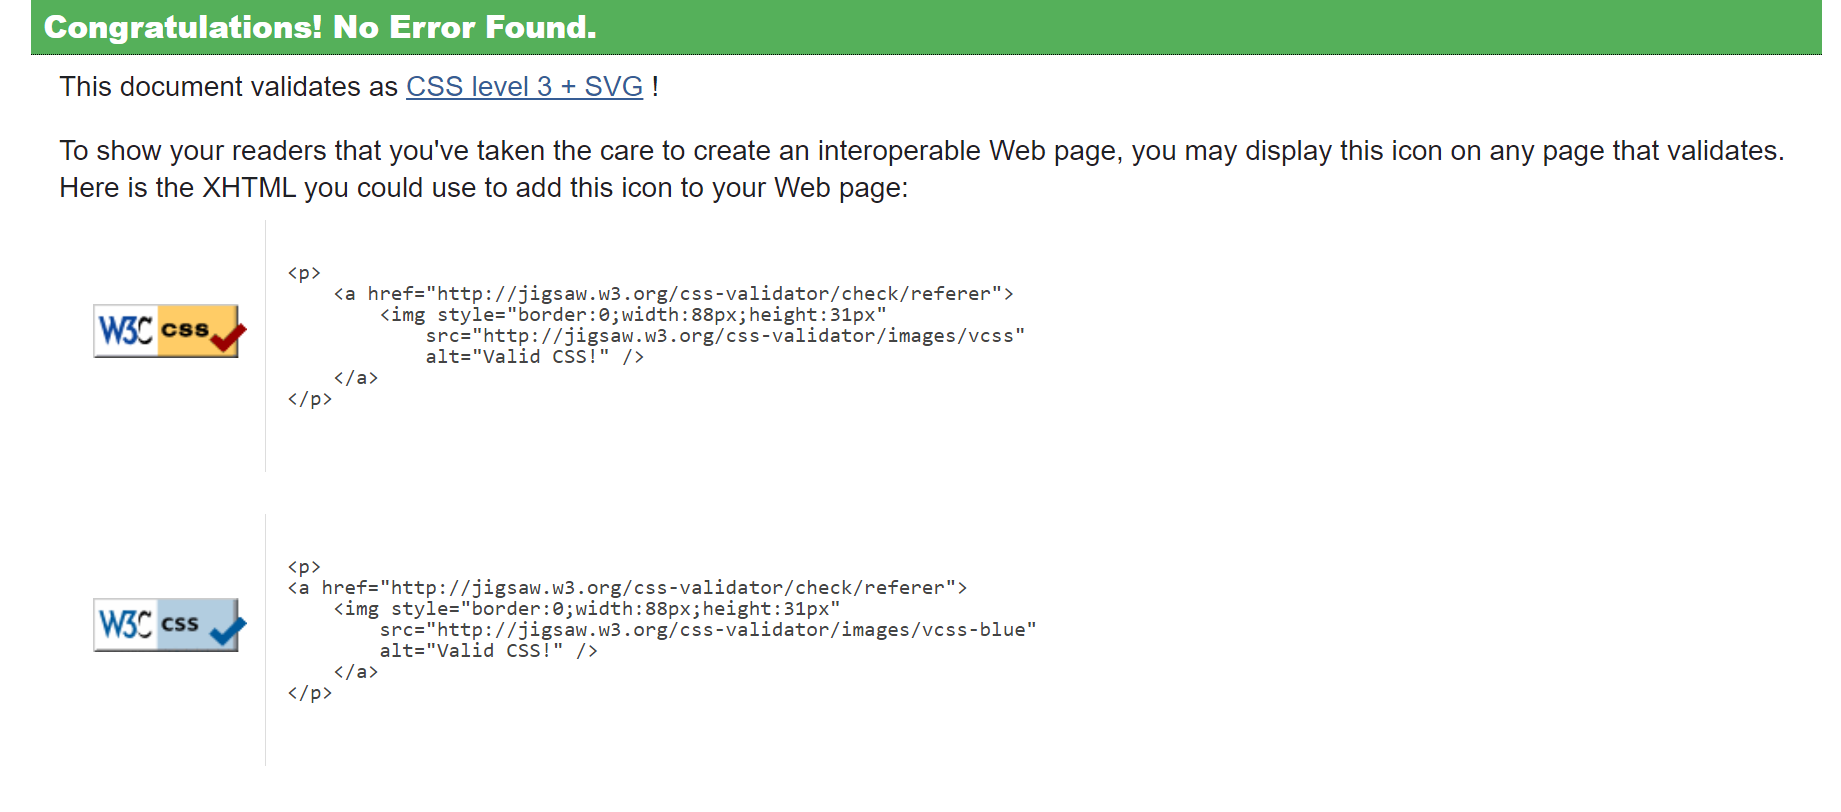 Congratulations! No Error Found.
This document validates as CSS level 3 + SVG !
To show your readers that you've taken the care to create an interoperable Web page, you may display this icon on any page that validates.
Here is the XHTML you could use to add this icon to your Web page:
<p>
    <a href="http://jigsaw.w3.org/css-validator/check/referer">
        <img style="border:0;width:88px;height:31px"
            src="http://jigsaw.w3.org/css-validator/images/vcss"
            alt="Valid CSS!" />
    </a>
</p>
W3C css
<p>
<a href="http://jigsaw.w3.org/css-validator/check/referer">
    <img style="border:0;width:88px;height:31px"
        src="http://jigsaw.w3.org/css-validator/images/vcss-blue"
        alt="Valid CSS!" />
    </a>
</p>
W3C css